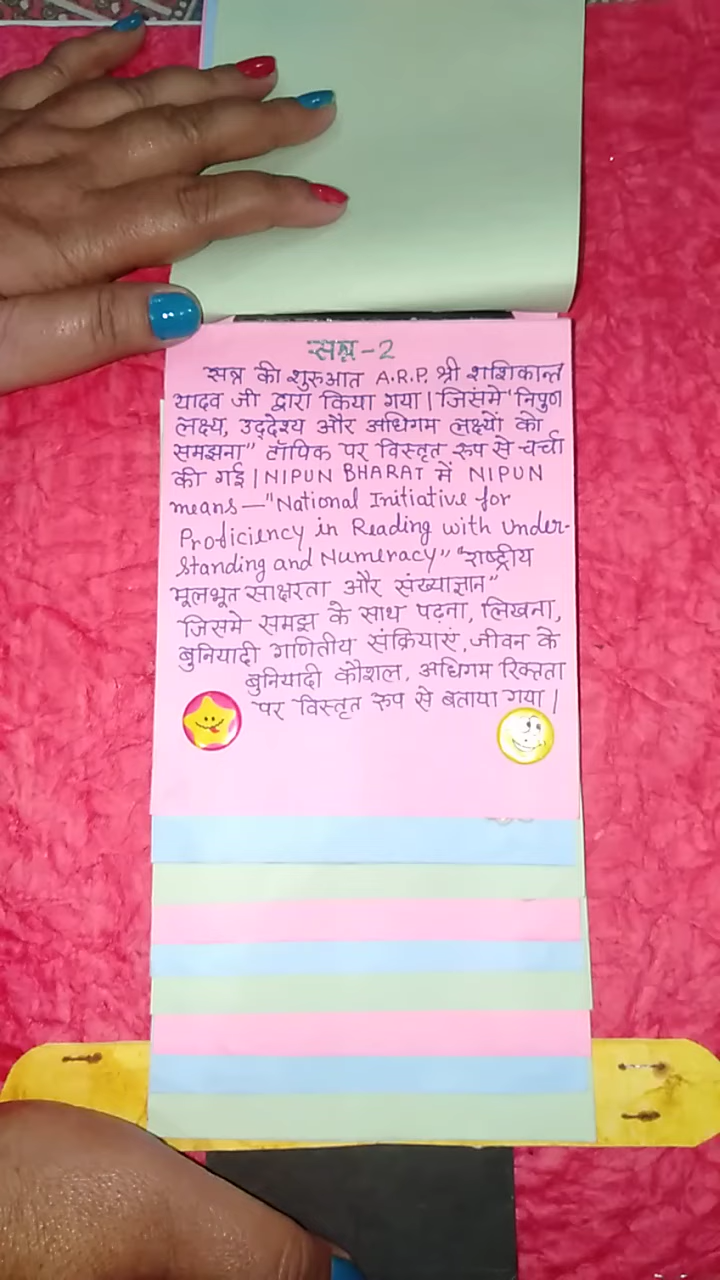 सत्र-2
सत्र की शुरुआत A.R.P. श्री शशिकान्त
यादव जी द्वारा किया गया। जिसमे "निपुण
लक्ष्य, उद्‌देश्य और अधिगम लक्ष्यों को
समझना" टॉपिक पर विस्तृत रूप से चर्चा
की गई। NIPUN BHARAT में NIPUN
means—"National Initiative for
Proficiency in Reading with Under-
Standing and Numeracy" "राष्ट्रीय
मूलभूत साक्षरता और संख्याज्ञान"
जिसमे समझ के साथ पढ़ना, लिखना,
बुनियादी गणितीय संक्रियाएं, जीवन के
बुनियादी कौशल, अधिगम रिक्तता
पर विस्तृत रूप से बताया गया।